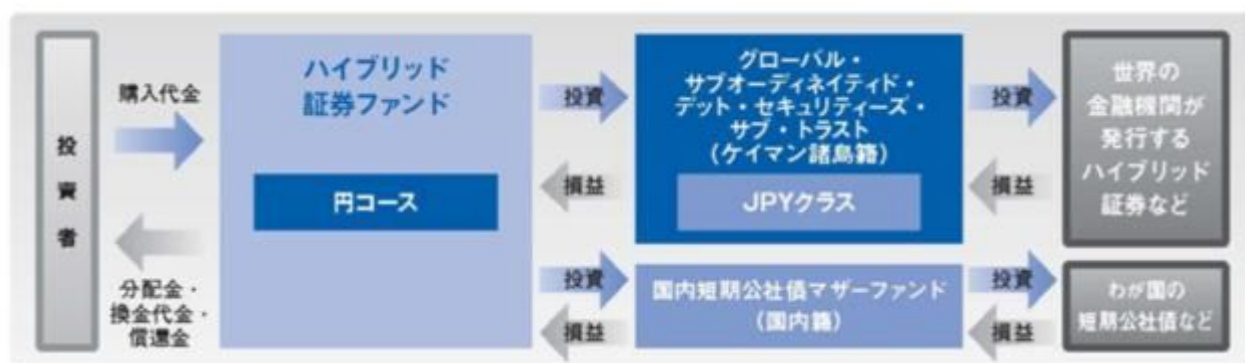 投資者
購入代金
分配金・
換金代金・
償還金
ハイブリッド
証券ファンド
円コース
投資
損益
投資
損益
グローバル・
サブオーディネイティド・
デット・セキュリティーズ・
サブ・トラスト
(ケイマン諸島籍)
JPYクラス
国内短期公社債マザーファンド
(国内籍)
投資
損益
投資
損益
世界の
金融機関が
発行する
ハイブリッド
証券など
わが国の
短期公社債など